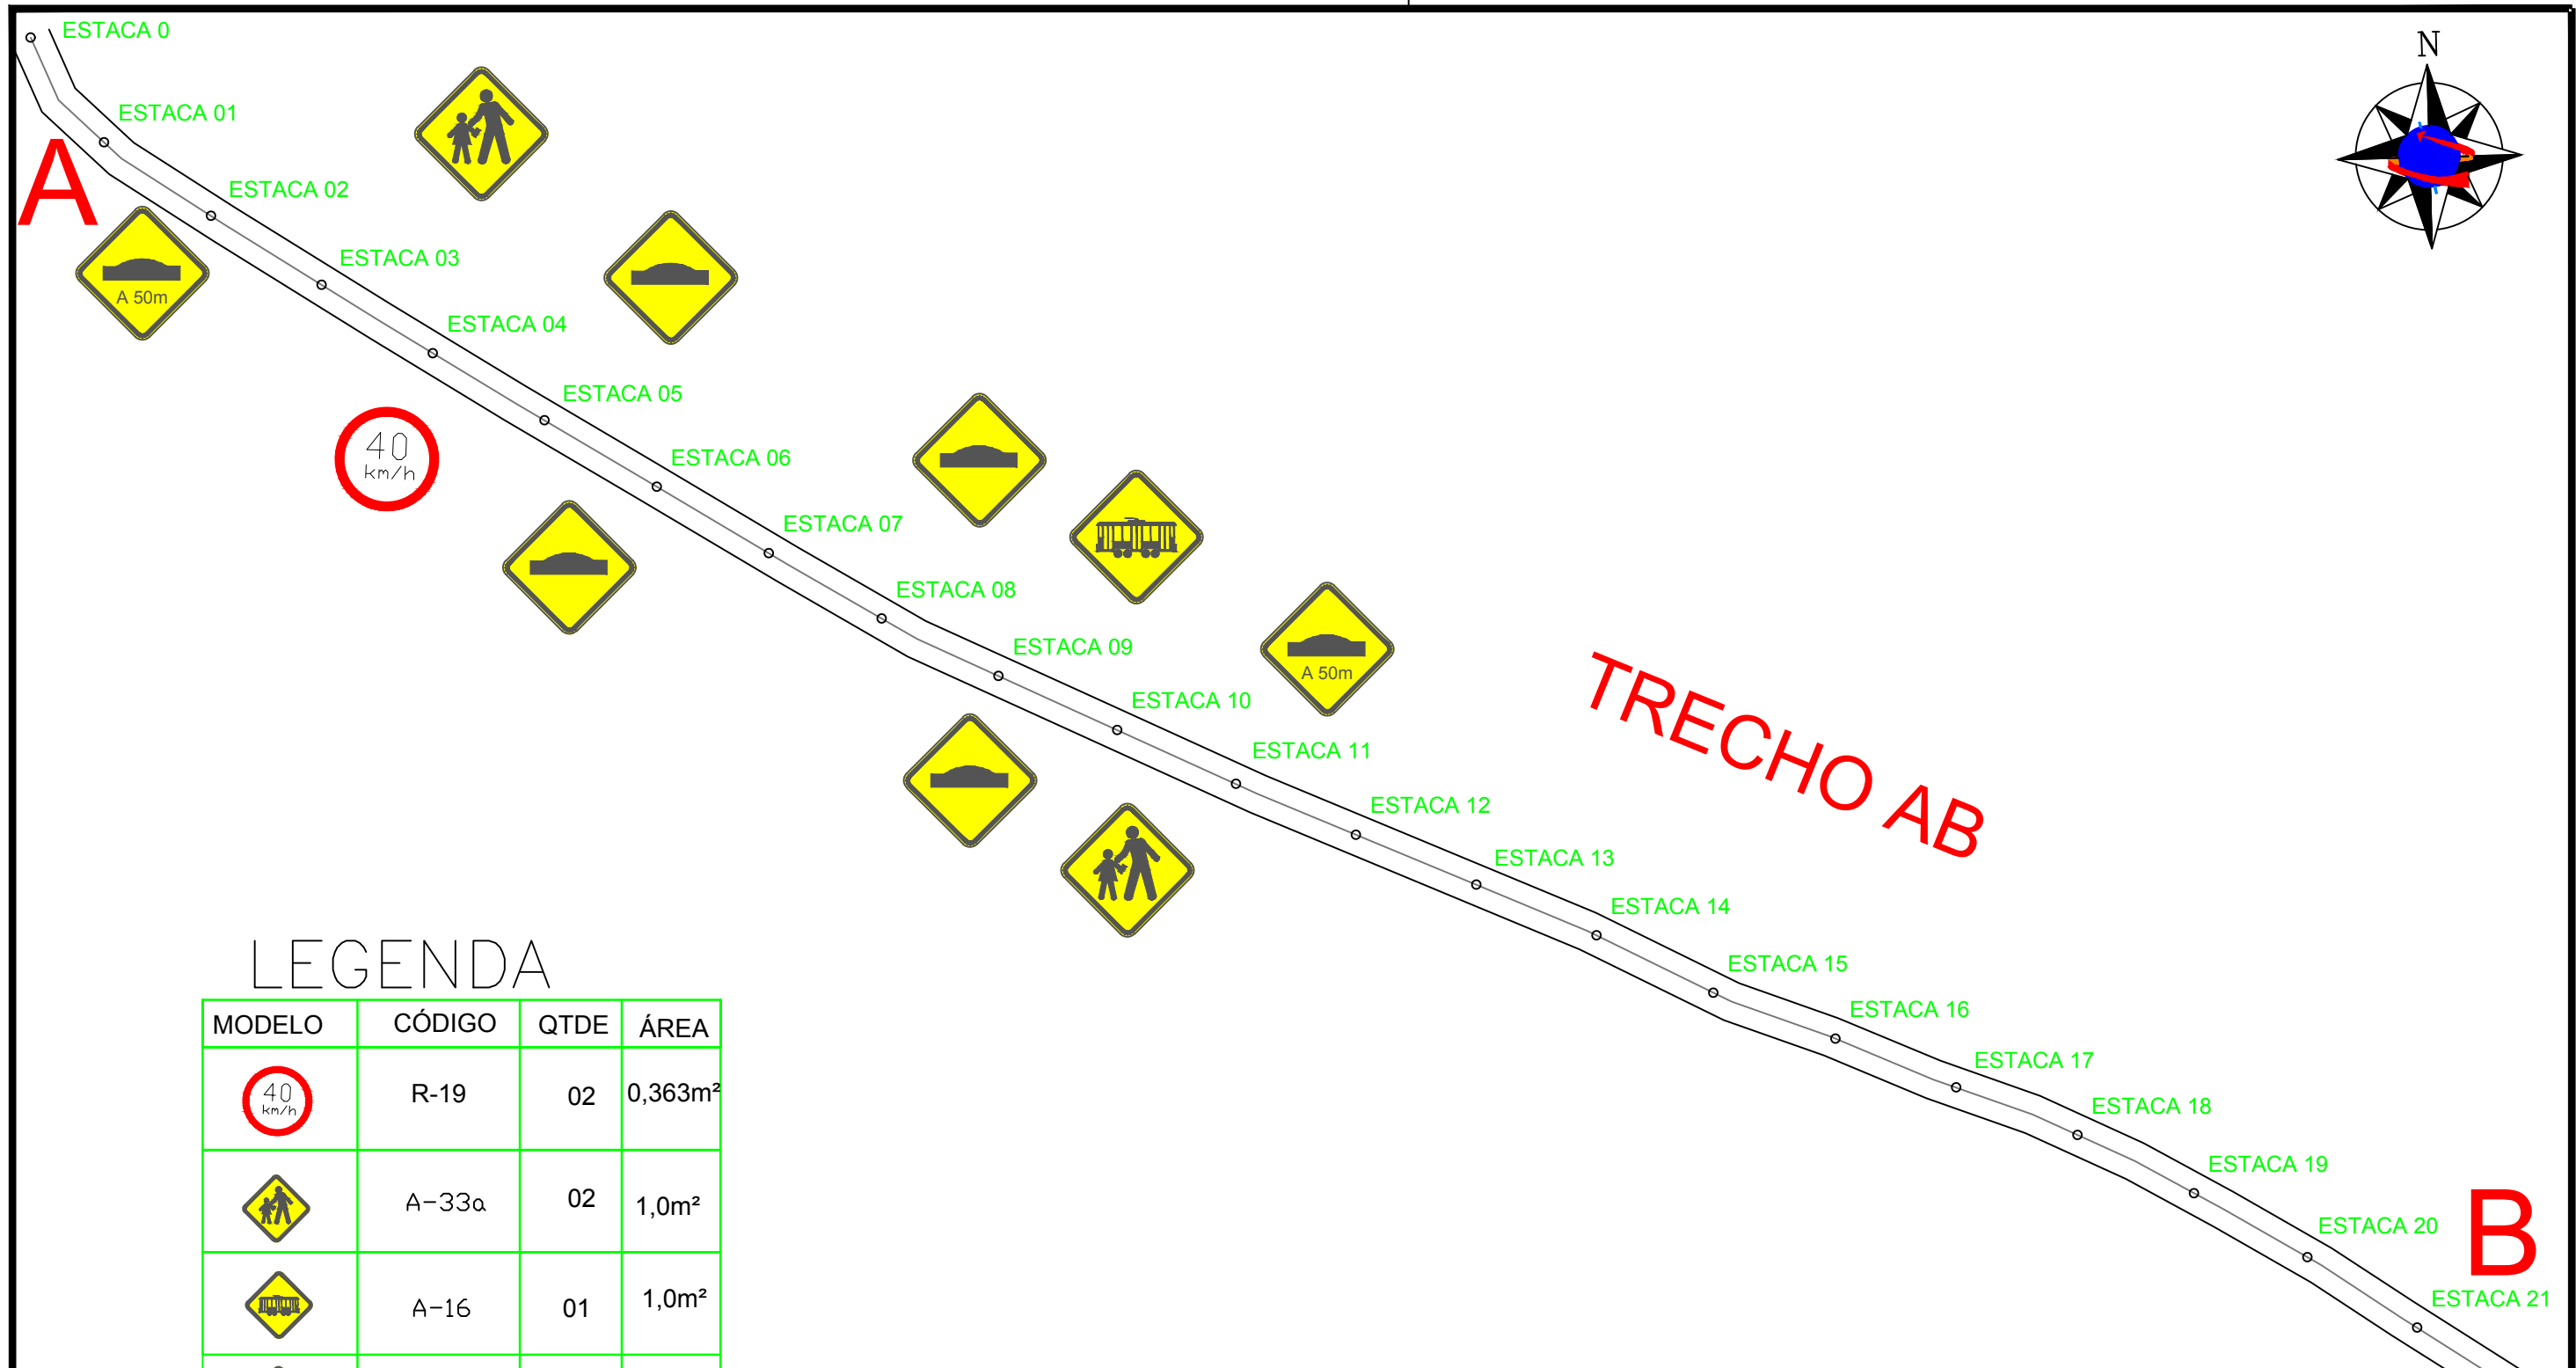 ESTACA 0
N
ESTACA 01
A
ESTACA 02
ESTACA 03
A 50m
ESTACA 04
ESTACA 05
40
km/h
ESTACA 06
ESTACA 07
ESTACA 08
ESTACA 09
A 50m
TRECHO AB
ESTACA 10
ESTACA 11
ESTACA 12
ESTACA 13
ESTACA 14
ESTACA 15
ESTACA 16
ESTACA 17
ESTACA 18
ESTACA 19
ESTACA 20
B
ESTACA 21
LEGENDA
MODELO CÓDIGO QTDE ÁREA
40
km/h
R-19 02 0,363m²
A-33a 02 1,0m²
A-16 01 1,0m²